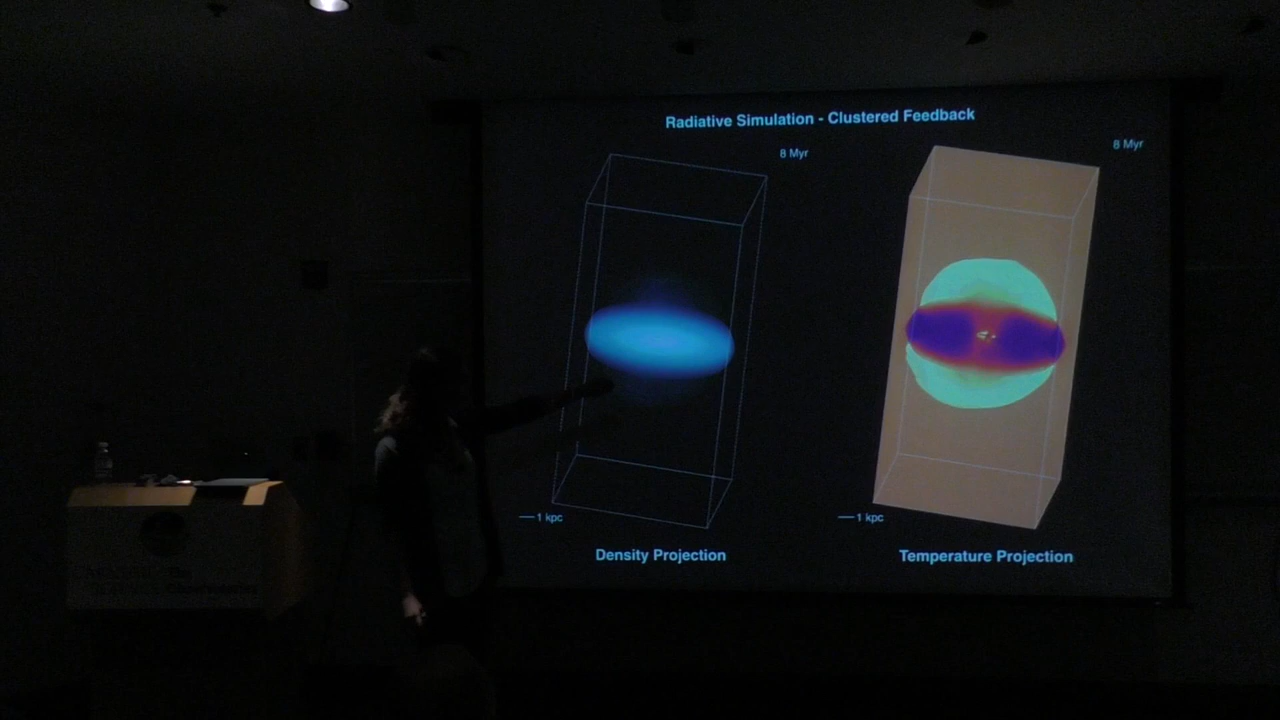 Radiative Simulation - Clustered Feedback
8 Myr
8 Myr
1 kpc
1 kpc
Density Projection
Temperature Projection